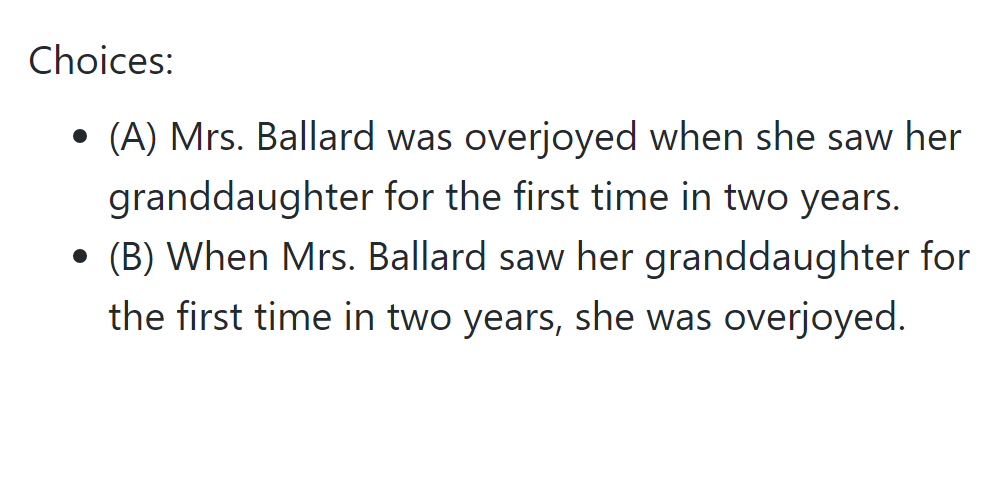 Choices:
• (A) Mrs. Ballard was overjoyed when she saw her
granddaughter for the first time in two years.
• (B) When Mrs. Ballard saw her granddaughter for
the first time in two years, she was overjoyed.